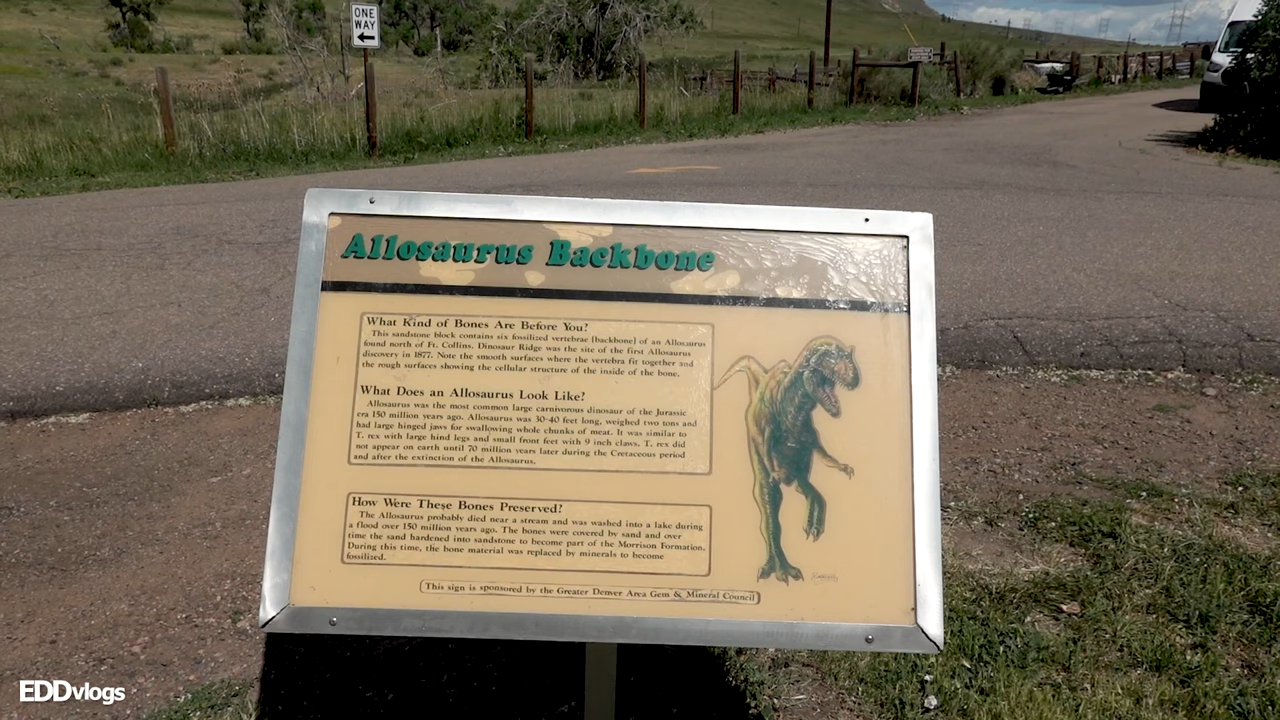 ONE
WAY
Allosaurus Backbone
What Kind of Bones Are Before You?
This sandstone block contains six fossilized vertebrae [backbone] of an Allosaurus
found north of Ft. Collins. Dinosaur Ridge was the site of the first Allosaurus
discovery in 1877. Note the smooth surfaces where the vertebra fit together and
the rough surfaces showing the cellular structure of the inside of the bone.
What Does an Allosaurus Look Like?
Allosaurus was the most common large carnivorous dinosaur of the Jurassic
era 150 million years ago. Allosaurus was 30-40 feet long, weighed two tons and
had large hinged jaws for swallowing whole chunks of meat. It was similar to
T. rex with large hind legs and small front feet with 9 inch claws. T. rex did
not appear on earth until 70 million years later during the Cretaceous period
and after the extinction of the Allosaurus.
How Were These Bones Preserved?
The Allosaurus probably died near a stream and was washed into a lake during
a flood over 150 million years ago. The bones were covered by sand and over
time the sand hardened into sandstone to become part of the Morrison Formation.
During this time, the bone material was replaced by minerals to become
fossilized.
This sign is sponsored by the Greater Denver Area Gem & Mineral Council
EDDvlogs